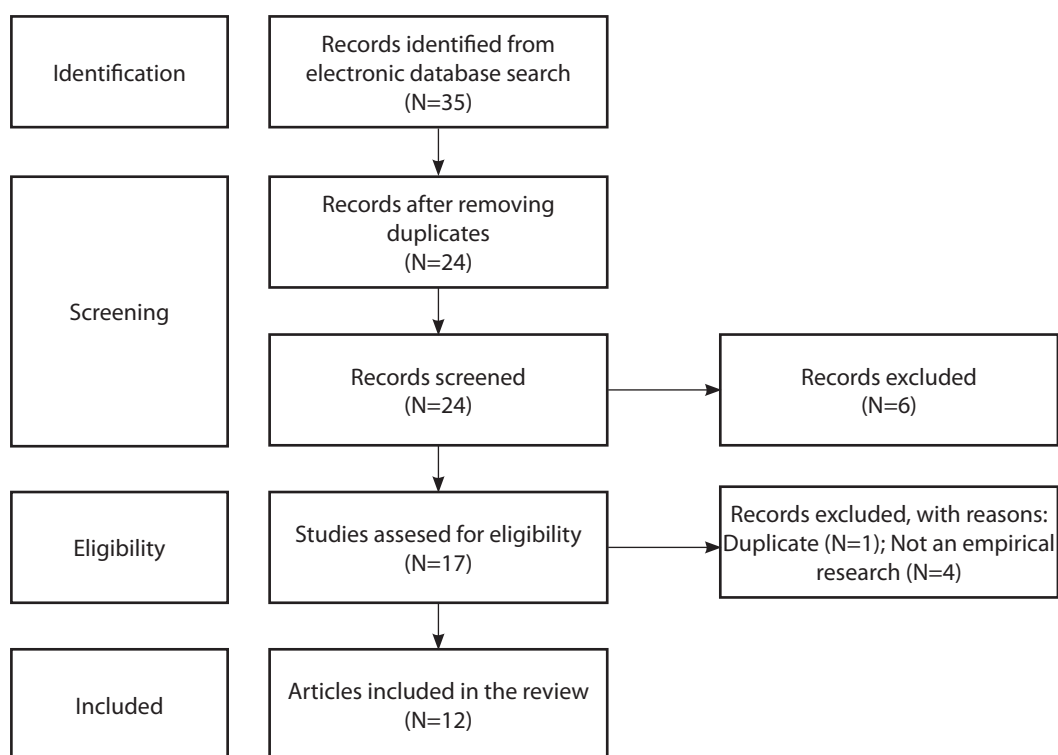 Identification
Records identified from
electronic database search
(N=35)
Screening
Records after removing
duplicates
(N=24)
Records screened
(N=24)
Records excluded
(N=6)
Eligibility
Studies assesed for eligibility
(N=17)
Records excluded, with reasons:
Duplicate (N=1); Not an empirical
research (N=4)
Included
Articles included in the review
(N=12)